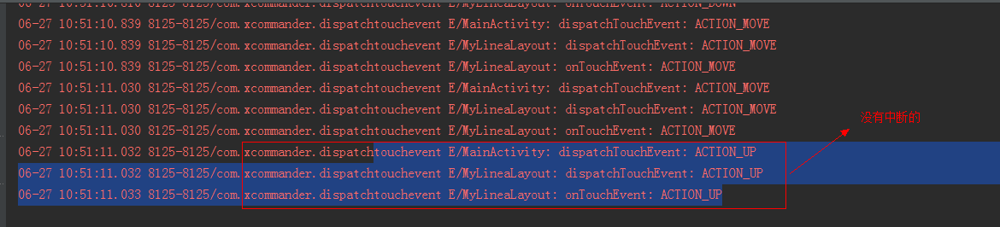 06-27 10:51:10.810 8125-8125/com.xcommander.dispatchtouchevent E/MyLineaLayout: onTouchEvent: ACTION_DOWN
06-27 10:51:10.839 8125-8125/com.xcommander.dispatchtouchevent E/MainActivity: dispatchTouchEvent: ACTION_MOVE
06-27 10:51:10.839 8125-8125/com.xcommander.dispatchtouchevent E/MyLineaLayout: dispatchTouchEvent: ACTION_MOVE
06-27 10:51:10.839 8125-8125/com.xcommander.dispatchtouchevent E/MyLineaLayout: onTouchEvent: ACTION_MOVE
06-27 10:51:11.030 8125-8125/com.xcommander.dispatchtouchevent E/MainActivity: dispatchTouchEvent: ACTION_MOVE
06-27 10:51:11.030 8125-8125/com.xcommander.dispatchtouchevent E/MyLineaLayout: dispatchTouchEvent: ACTION_MOVE
没有中断的
06-27 10:51:11.030 8125-8125/com.xcommander.dispatchtouchevent E/MyLineaLayout: onTouchEvent: ACTION_MOVE
06-27 10:51:11.032 8125-8125/com.xcommander.dispatchtouchevent E/MainActivity: dispatchTouchEvent: ACTION_UP
06-27 10:51:11.032 8125-8125/com.xcommander.dispatchtouchevent E/MyLineaLayout: dispatchTouchEvent: ACTION_UP
06-27 10:51:11.033 8125-8125/com.xcommander.dispatchtouchevent E/MyLineaLayout: onTouchEvent: ACTION_UP